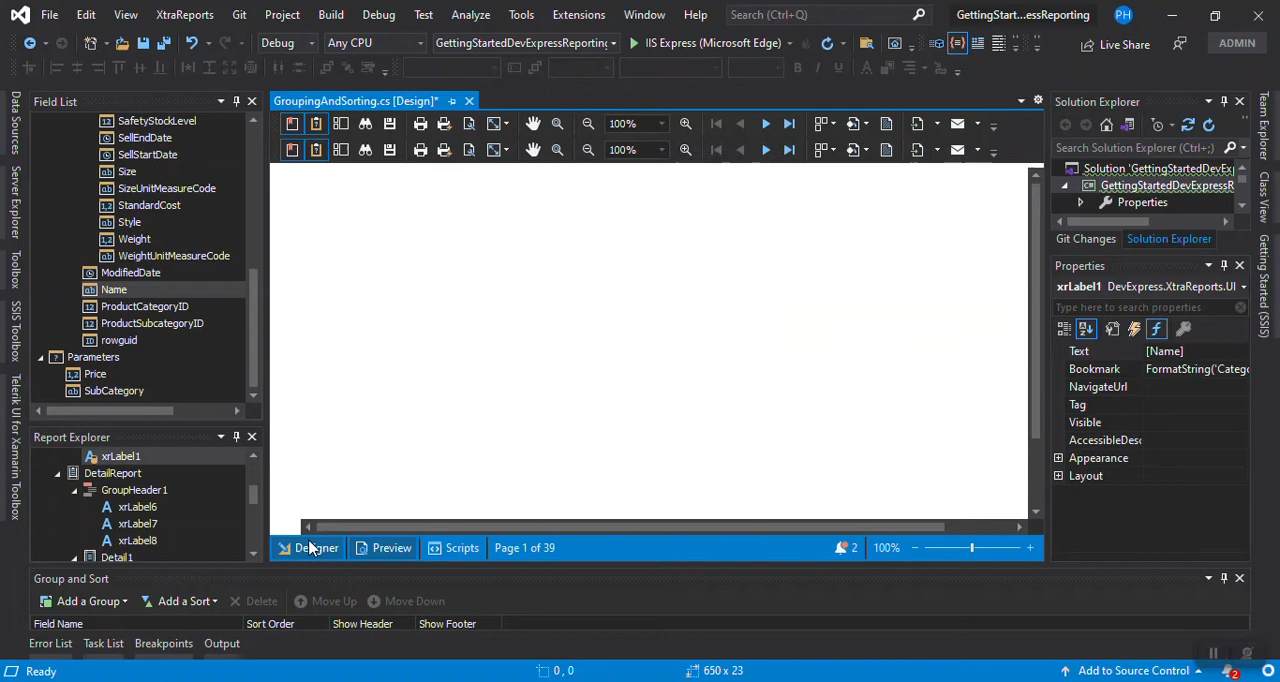 File Edit View XtraReports Git Project Build Debug Test Analyze Tools Extensions Window Help Search (Ctrl+Q) GettingStart...essReporting PH
Debug Any CPU GettingStartedDevExpressReporting IIS Express (Microsoft Edge) Live Share ADMIN
Data Sources
Server Explorer
Toolbox
SSIS Toolbox
Telerik UI for Xamarin Toolbox
Field List
SafetyStockLevel
SellEndDate
SellStartDate
Size
SizeUnitMeasureCode
StandardCost
Style
Weight
WeightUnitMeasureCode
ModifiedDate
Name
ProductCategoryID
ProductSubcategoryID
rowguid
Parameters
Price
SubCategory
Report Explorer
xrLabel1
DetailReport
GroupHeader1
xrLabel6
xrLabel7
xrLabel8
Detail1
GroupingAndSorting.cs [Design]*
100%
100%
Designer Preview Scripts Page 1 of 39 2 100%
Solution Explorer
Search Solution Explorer (Ctrl+;)
Solution 'GettingStartedDevExp
GettingStartedDevExpressR
Properties
Git Changes Solution Explorer
Properties
xrLabel1 DevExpress.XtraReports.UI
Type here to search properties
Text [Name]
Bookmark FormatString('Catego
NavigateUrl
Tag
Visible
AccessibleDesc
Appearance
Layout
Team Explorer
Class View
Getting Started (SSIS)
Group and Sort
Add a Group Add a Sort Delete Move Up Move Down
Field Name Sort Order Show Header Show Footer
Error List Task List Breakpoints Output
Ready 0 , 0 650 x 23 Add to Source Control 2